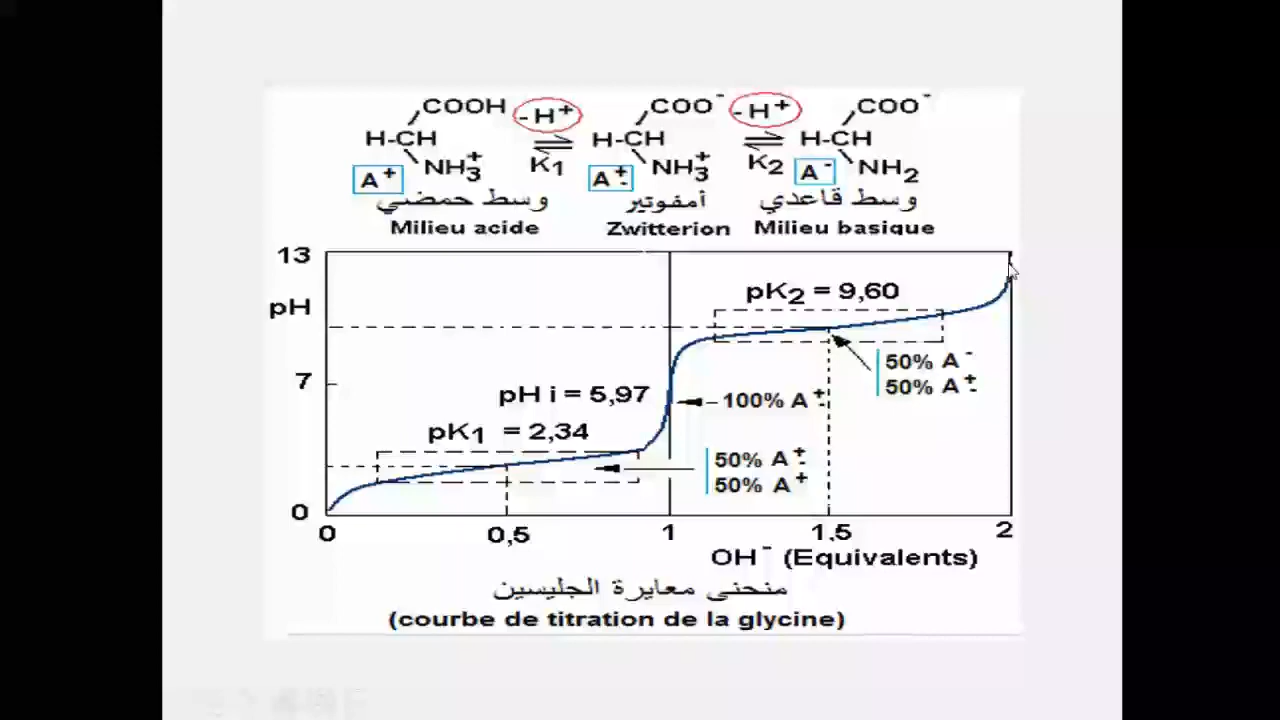 COOH
COO⁻
COO⁻
-H⁺
-H⁺
H-CH
H-CH
H-CH
K1
K2
NH3⁺
NH3⁺
NH2
A⁺
A±
A⁻
وسط حمضي
أمفوتير
وسط قاعدي
Milieu acide
Zwitterion
Milieu basique
13
pH
7
0
pK2 = 9,60
50% A⁻
50% A±
pH i = 5,97
100% A±
pK1 = 2,34
50% A±
50% A⁺
0
0,5
1
1,5
2
OH⁻ (Equivalents)
منحنى معايرة الجليسين
(courbe de titration de la glycine)